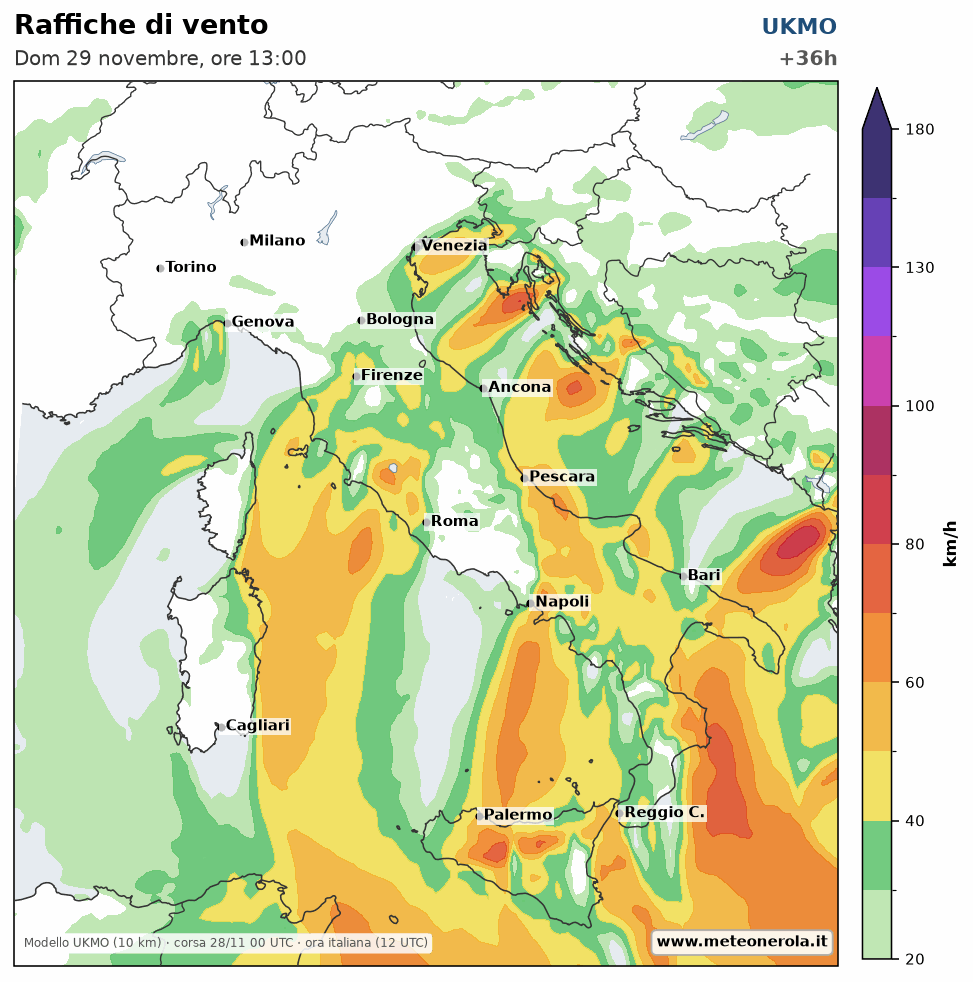 Raffiche di vento
UKMO
Dom 29 novembre, ore 13:00
+36h
180
130
100
80
60
40
20
km/h
Milano
Torino
Venezia
Genova
Bologna
Firenze
Ancona
Pescara
Roma
Bari
Napoli
Cagliari
Palermo
Reggio C.
Modello UKMO (10 km) · corsa 28/11 00 UTC · ora italiana (12 UTC)
www.meteonerola.it